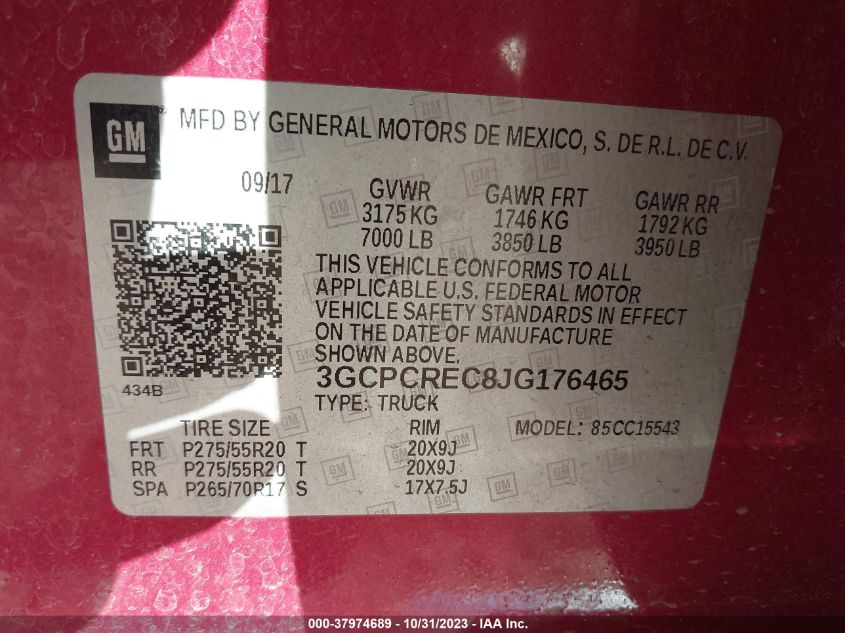 GM
MFD BY GENERAL MOTORS DE MEXICO, S. DE R.L. DE C.V.
09/17
GVWR GAWR FRT GAWR RR
3175 KG 1746 KG 1792 KG
7000 LB 3850 LB 3950 LB
THIS VEHICLE CONFORMS TO ALL
APPLICABLE U.S. FEDERAL MOTOR
VEHICLE SAFETY STANDARDS IN EFFECT
ON THE DATE OF MANUFACTURE
SHOWN ABOVE.
434B
3GCPCREC8JG176465
TYPE: TRUCK
MODEL: 85CC15543
TIRE SIZE RIM
FRT P275/55R20 T 20X9J
RR P275/55R20 T 20X9J
SPA P265/70R17 S 17X7.5J
000-37974689 - 10/31/2023 - IAA Inc.